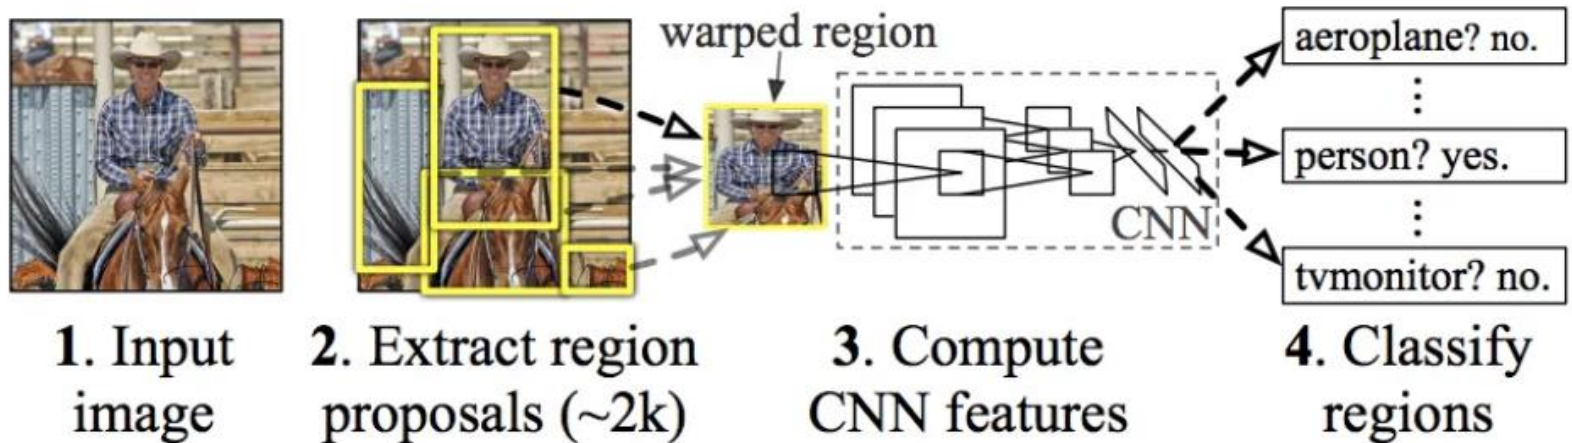 warped region
aeroplane? no.
person? yes.
CNN
tvmonitor? no.
1. Input
image
2. Extract region
proposals (~2k)
3. Compute
CNN features
4. Classify
regions